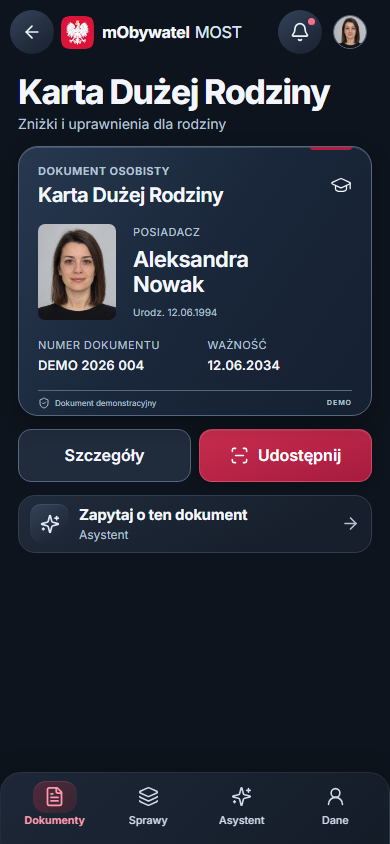 mObywatel MOST
Karta Dużej Rodziny
Zniżki i uprawnienia dla rodziny
DOKUMENT OSOBISTY
Karta Dużej Rodziny
POSIADACZ
Aleksandra
Nowak
Urodz. 12.06.1994
NUMER DOKUMENTU
DEMO 2026 004
WAŻNOŚĆ
12.06.2034
Dokument demonstracyjny
DEMO
Szczegóły
Udostępnij
Zapytaj o ten dokument
Asystent
Dokumenty
Sprawy
Asystent
Dane